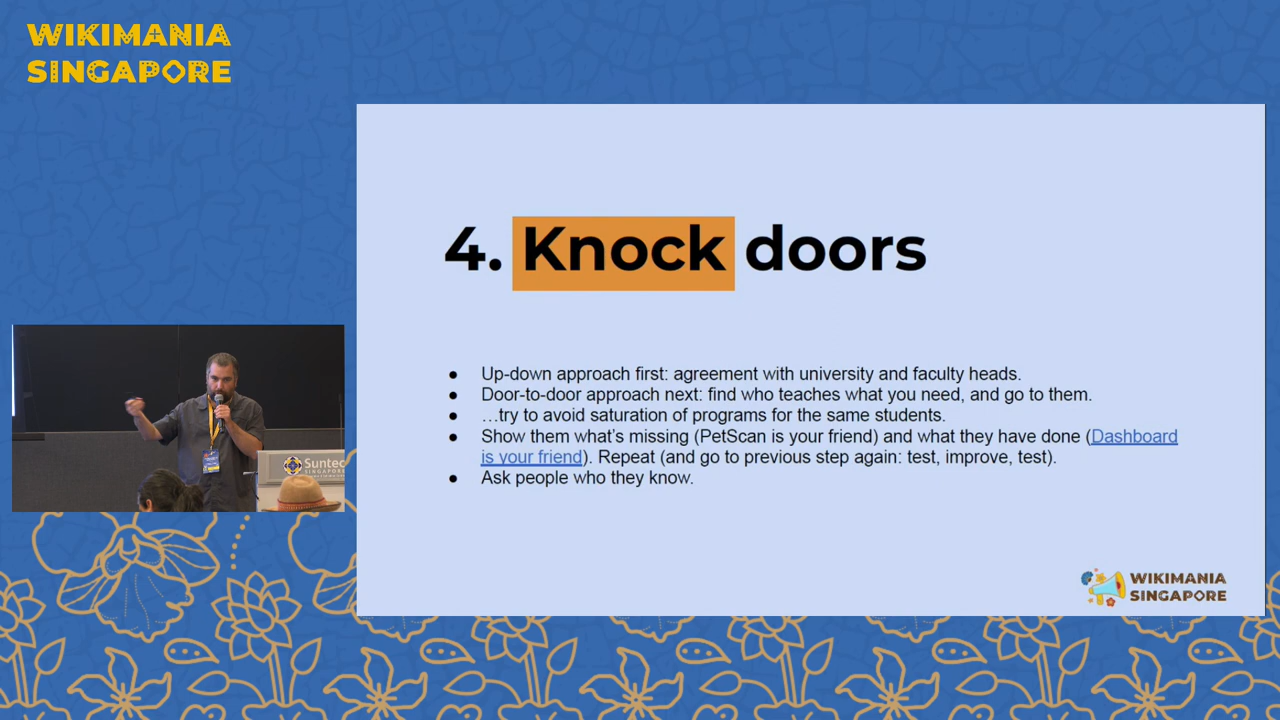 WIKIMANIA
SINGAPORE
4. Knock doors
● Up-down approach first: agreement with university and faculty heads.
● Door-to-door approach next: find who teaches what you need, and go to them.
● …try to avoid saturation of programs for the same students.
● Show them what’s missing (PetScan is your friend) and what they have done (Dashboard
is your friend). Repeat (and go to previous step again: test, improve, test).
● Ask people who they know.
Suntec
SINGAPORE
WIKIMANIA
SINGAPORE